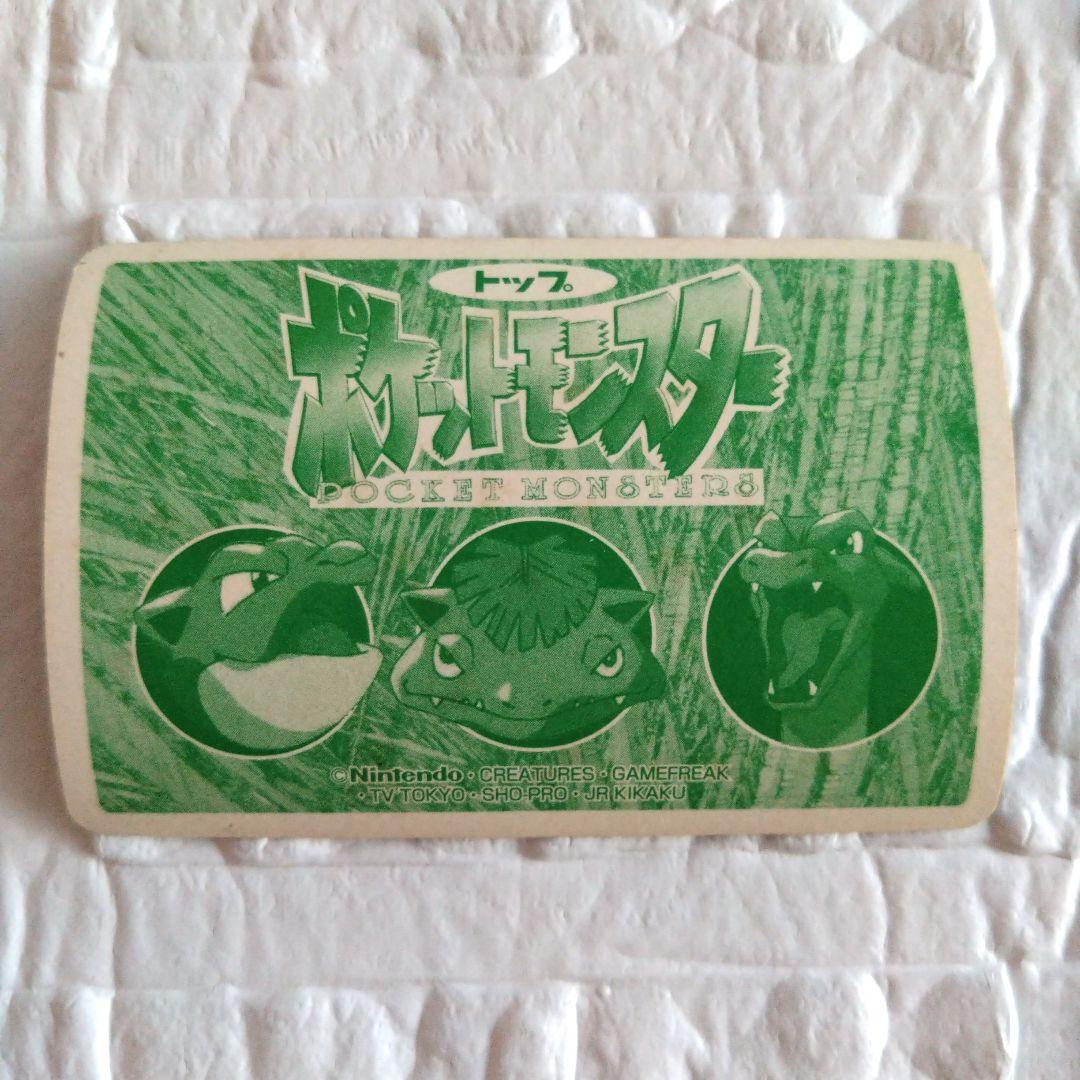 トップ。
ポケットモンスター
POCKET MONSTERS
©Nintendo・CREATURES・GAMEFREAK
・TV TOKYO・SHO-PRO・JR KIKAKU